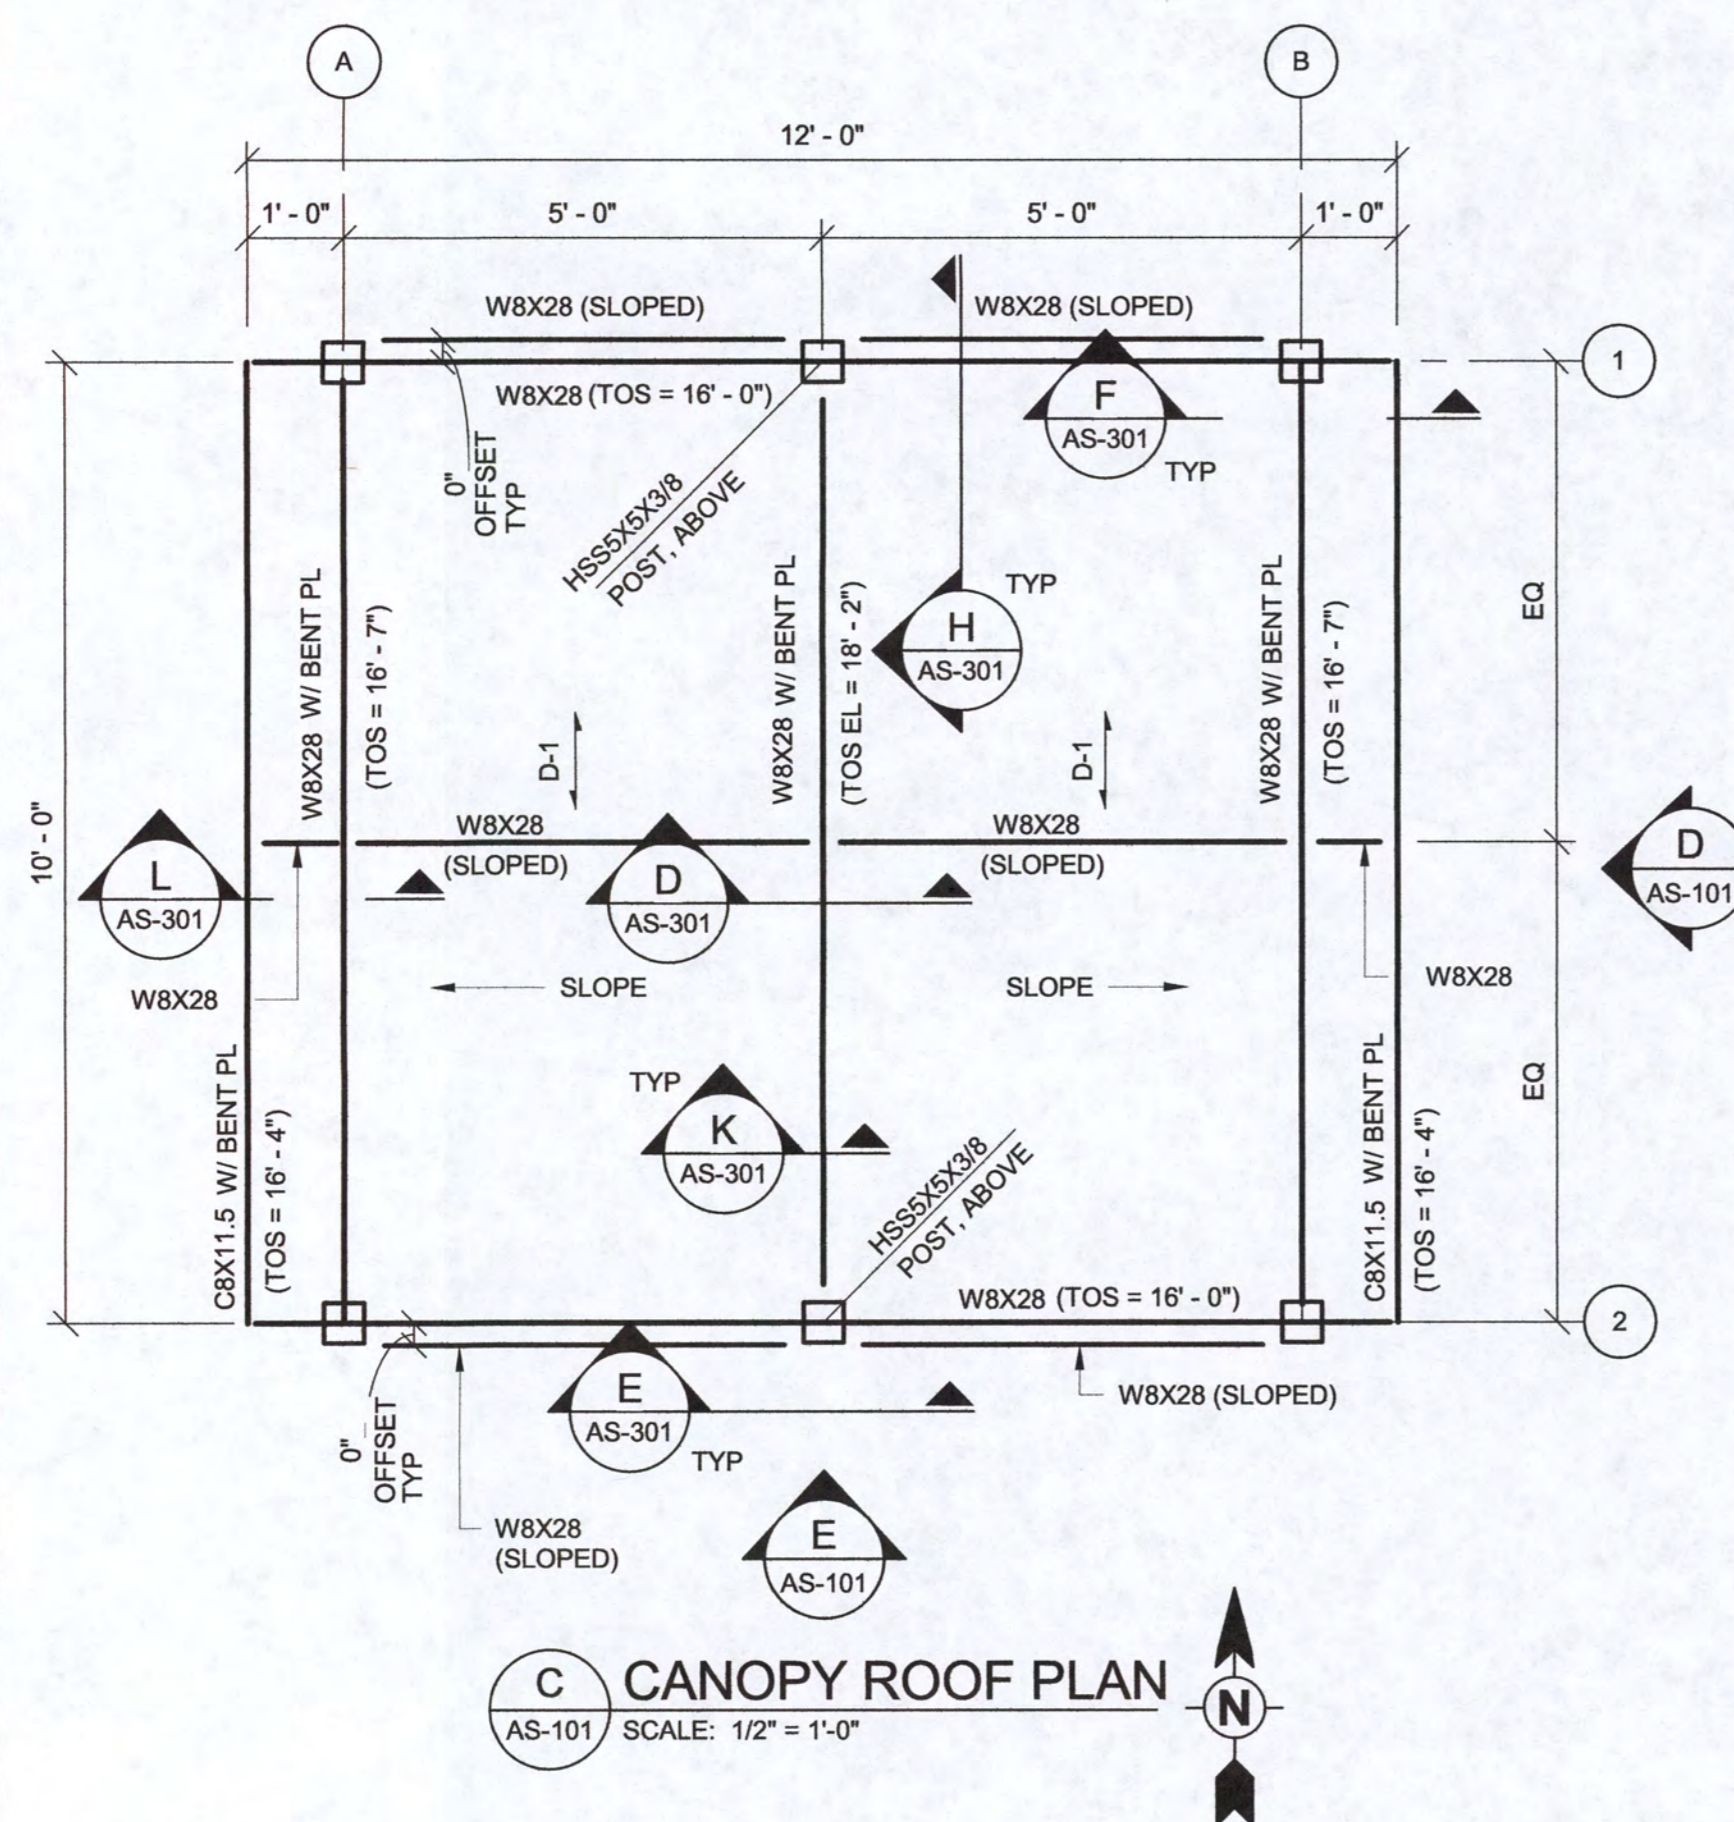 A
B
12' - 0"
1' - 0"
5' - 0"
5' - 0"
1' - 0"
W8X28 (SLOPED)
W8X28 (SLOPED)
1
W8X28 (TOS = 16' - 0")
F
AS-301
TYP
0"
OFFSET
TYP
HSS5X5X3/8
POST, ABOVE
W8X28 W/ BENT PL
(TOS = 16' - 7")
W8X28 W/ BENT PL
(TOS EL = 18' - 2")
TYP
H
AS-301
W8X28 W/ BENT PL
(TOS = 16' - 7")
EQ
D-1
D-1
10' - 0"
W8X28
(SLOPED)
W8X28
(SLOPED)
L
AS-301
D
AS-301
D
AS-101
W8X28
SLOPE
SLOPE
W8X28
C8X11.5 W/ BENT PL
(TOS = 16' - 4")
TYP
K
AS-301
HSS5X5X3/8
POST, ABOVE
C8X11.5 W/ BENT PL
(TOS = 16' - 4")
EQ
W8X28 (TOS = 16' - 0")
2
E
AS-301
TYP
W8X28 (SLOPED)
0"
OFFSET
TYP
W8X28
(SLOPED)
E
AS-101
C
AS-101
CANOPY ROOF PLAN
SCALE: 1/2" = 1'-0"
N